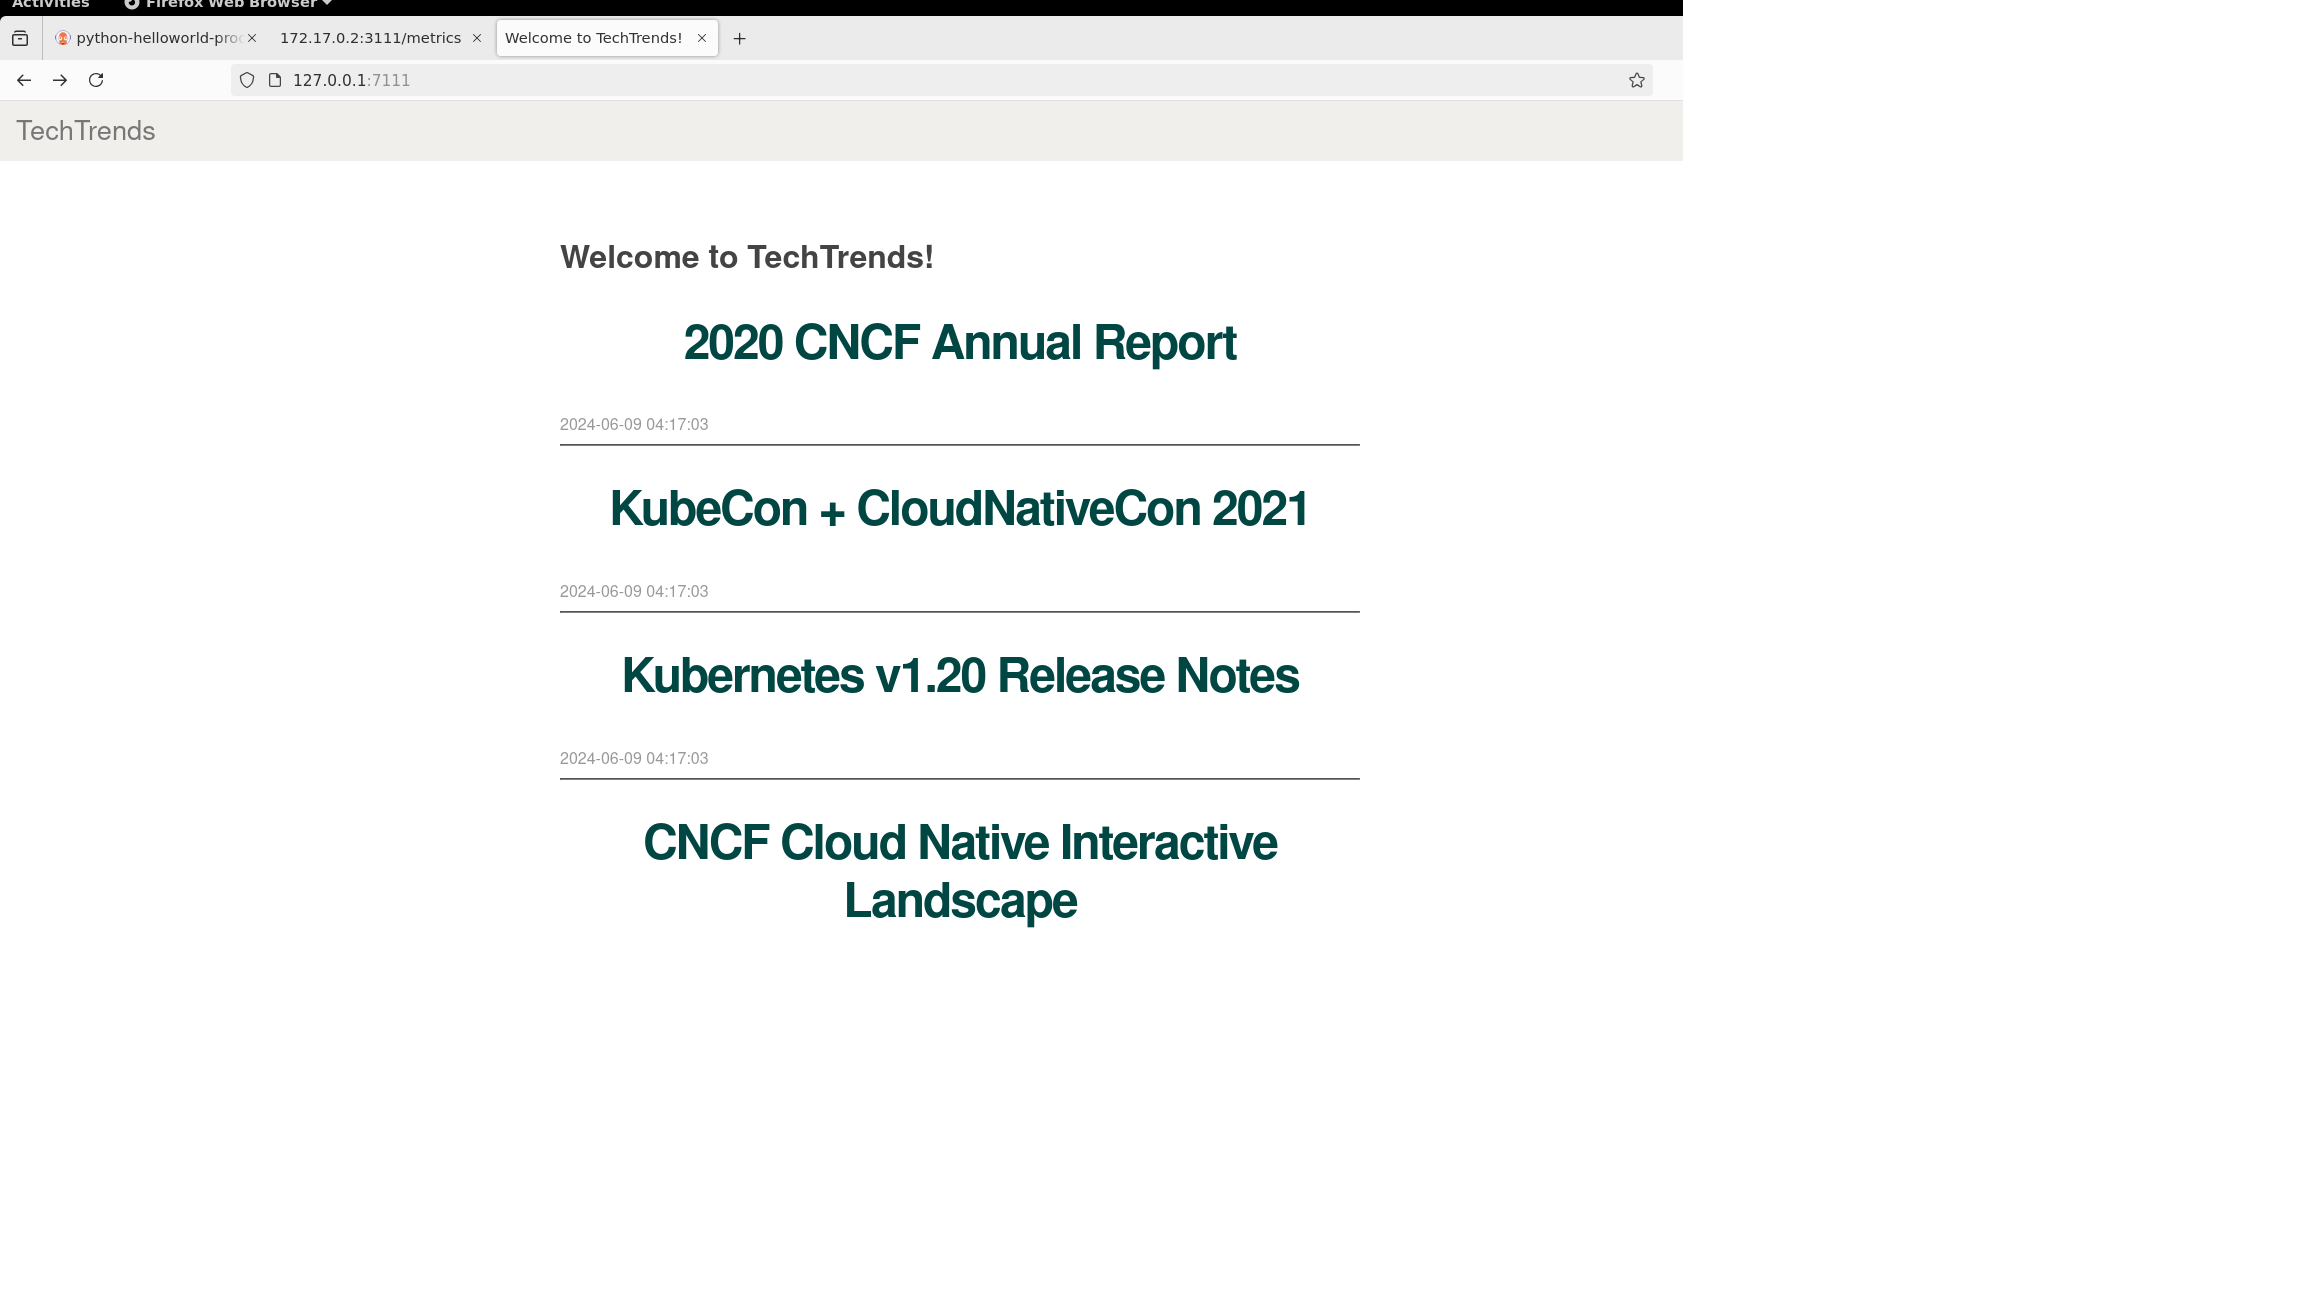 Activities Firefox Web Browser
python-helloworld-pro 172.17.0.2:3111/metrics Welcome to TechTrends!
127.0.0.1:7111
TechTrends
Welcome to TechTrends!
2020 CNCF Annual Report
2024-06-09 04:17:03
KubeCon + CloudNativeCon 2021
2024-06-09 04:17:03
Kubernetes v1.20 Release Notes
2024-06-09 04:17:03
CNCF Cloud Native Interactive
Landscape